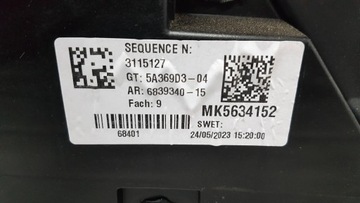 SEQUENCE N:
3115127
GT: 5A369D3-04
AR: 6839340-15
Fach: 9
MK5634152
SWET:
68401
24/05/2023 15:20:00